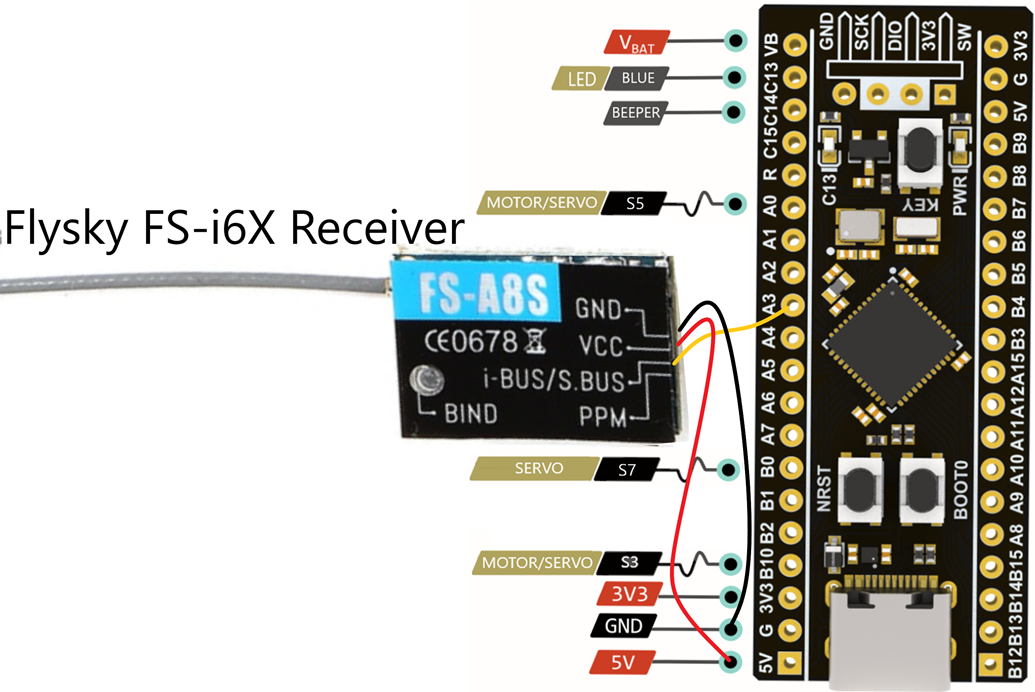 V BAT
LED BLUE
BEEPER
MOTOR/SERVO S5
Flysky FS-i6X Receiver
FS-A8S
GND
CE0678
VCC
i-BUS/S.BUS
BIND
PPM
SERVO S7
MOTOR/SERVO S3
3V3
GND
5V
GND
SCK
DIO
3V3
SW
VB
C13
C14
C15
R
A0
A1
A2
A3
A4
A5
A6
A7
B0
B1
B2
B10
3V3
G
5V
C13
KEY
PWR
NRST
BOOT0
3V3
G
5V
B9
B8
B7
B6
B5
B4
B3
A15
A12
A11
A10
A9
A8
B15
B14
B13
B12